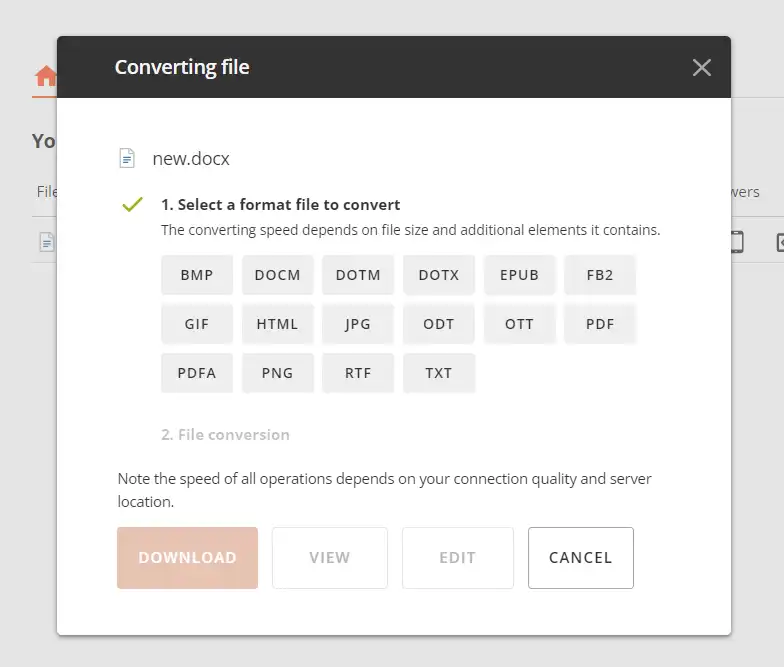 Converting file
Yo
File
wers
new.docx
1. Select a format file to convert
The converting speed depends on file size and additional elements it contains.
BMP DOCM DOTM DOTX EPUB FB2
GIF HTML JPG ODT OTT PDF
PDFA PNG RTF TXT
2. File conversion
Note the speed of all operations depends on your connection quality and server
location.
DOWNLOAD VIEW EDIT CANCEL